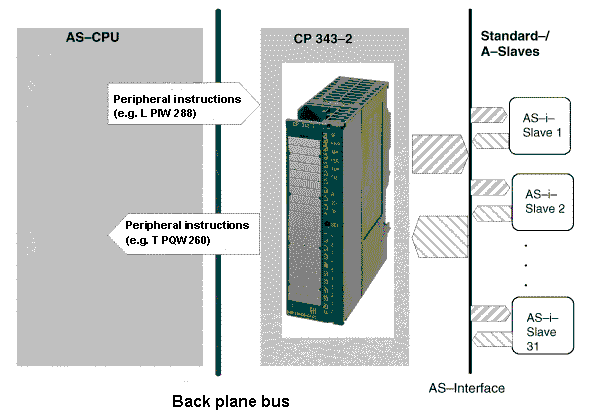 AS–CPU
CP 343–2
Standard–/
A–Slaves
Peripheral instructions
(e.g. L PIW 288)
AS–i–
Slave 1
AS–i–
Slave 2
Peripheral instructions
(e.g. T PQW 260)
AS–i–
Slave
31
AS–Interface
Back plane bus